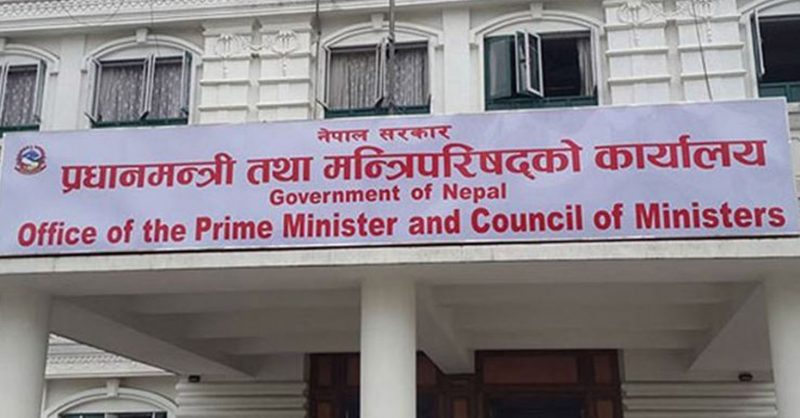 नेपाल सरकार
प्रधानमन्त्री तथा मन्त्रिपरिषद्को कार्यालय
Government of Nepal
Office of the Prime Minister and Council of Ministers